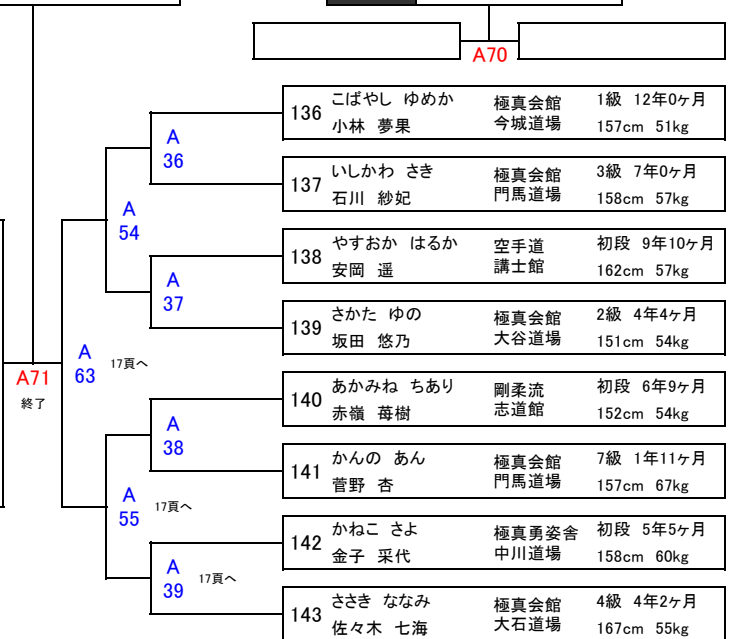 A70
136 こばやし ゆめか 極真会館 1級 12年0ヶ月
小林 夢果 今城道場 157cm 51kg
A
36
137 いしかわ さき 極真会館 3級 7年0ヶ月
石川 紗妃 門馬道場 158cm 57kg
A
54
138 やすおか はるか 空手道 初段 9年10ヶ月
安岡 遥 講士館 162cm 57kg
A
37
139 さかた ゆの 極真会館 2級 4年4ヶ月
坂田 悠乃 大谷道場 151cm 54kg
A
63
17頁へ
A71
終了
140 あかみね ちあり 剛柔流 初段 6年9ヶ月
赤嶺 苺樹 志道館 152cm 54kg
A
38
141 かんの あん 極真会館 7級 1年11ヶ月
菅野 杏 門馬道場 157cm 67kg
A
55
17頁へ
142 かねこ さよ 極真勇姿舎 初段 5年5ヶ月
金子 采代 中川道場 158cm 60kg
A
39
17頁へ
143 ささき ななみ 極真会館 4級 4年2ヶ月
佐々木 七海 大石道場 167cm 55kg